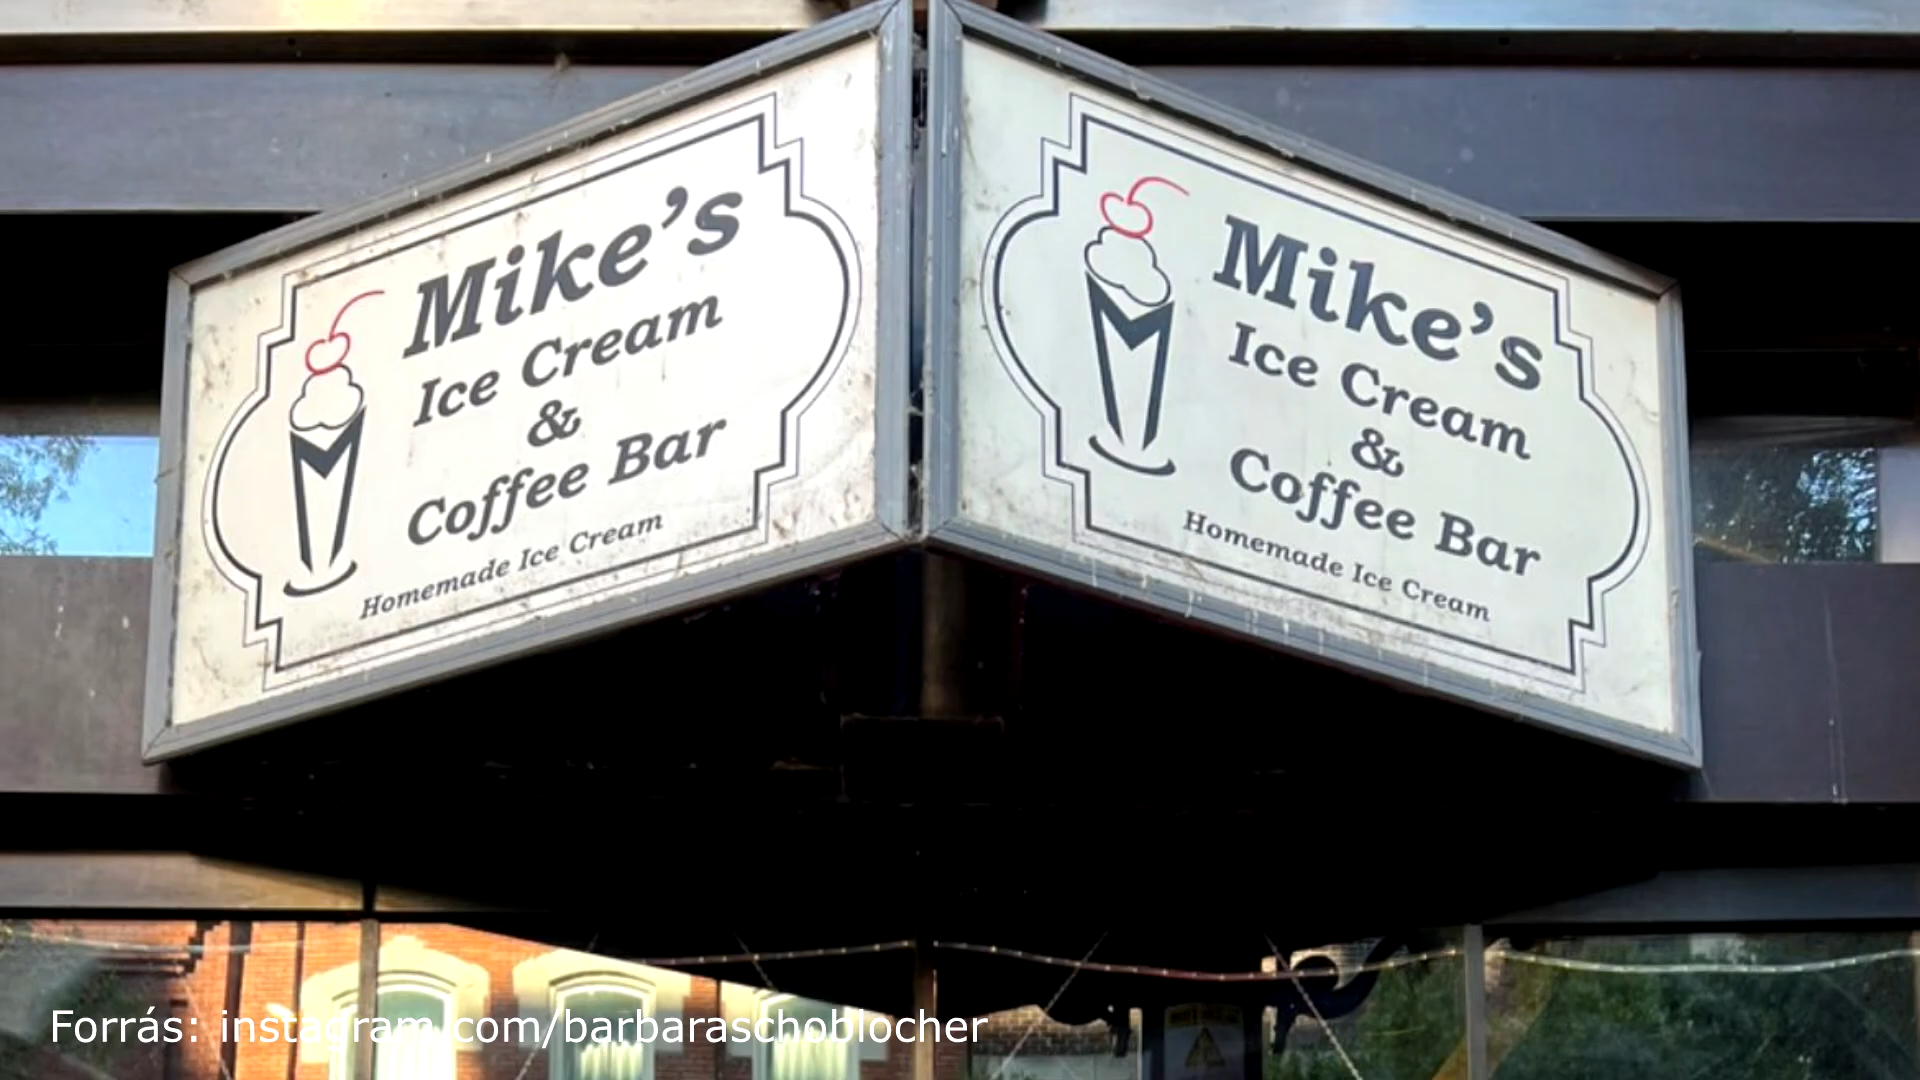 Mike's
Ice Cream
&
Coffee Bar
Homemade Ice Cream
Mike's
Ice Cream
&
Coffee Bar
Homemade Ice Cream
Forrás: instagram.com/barbaraschoblocher